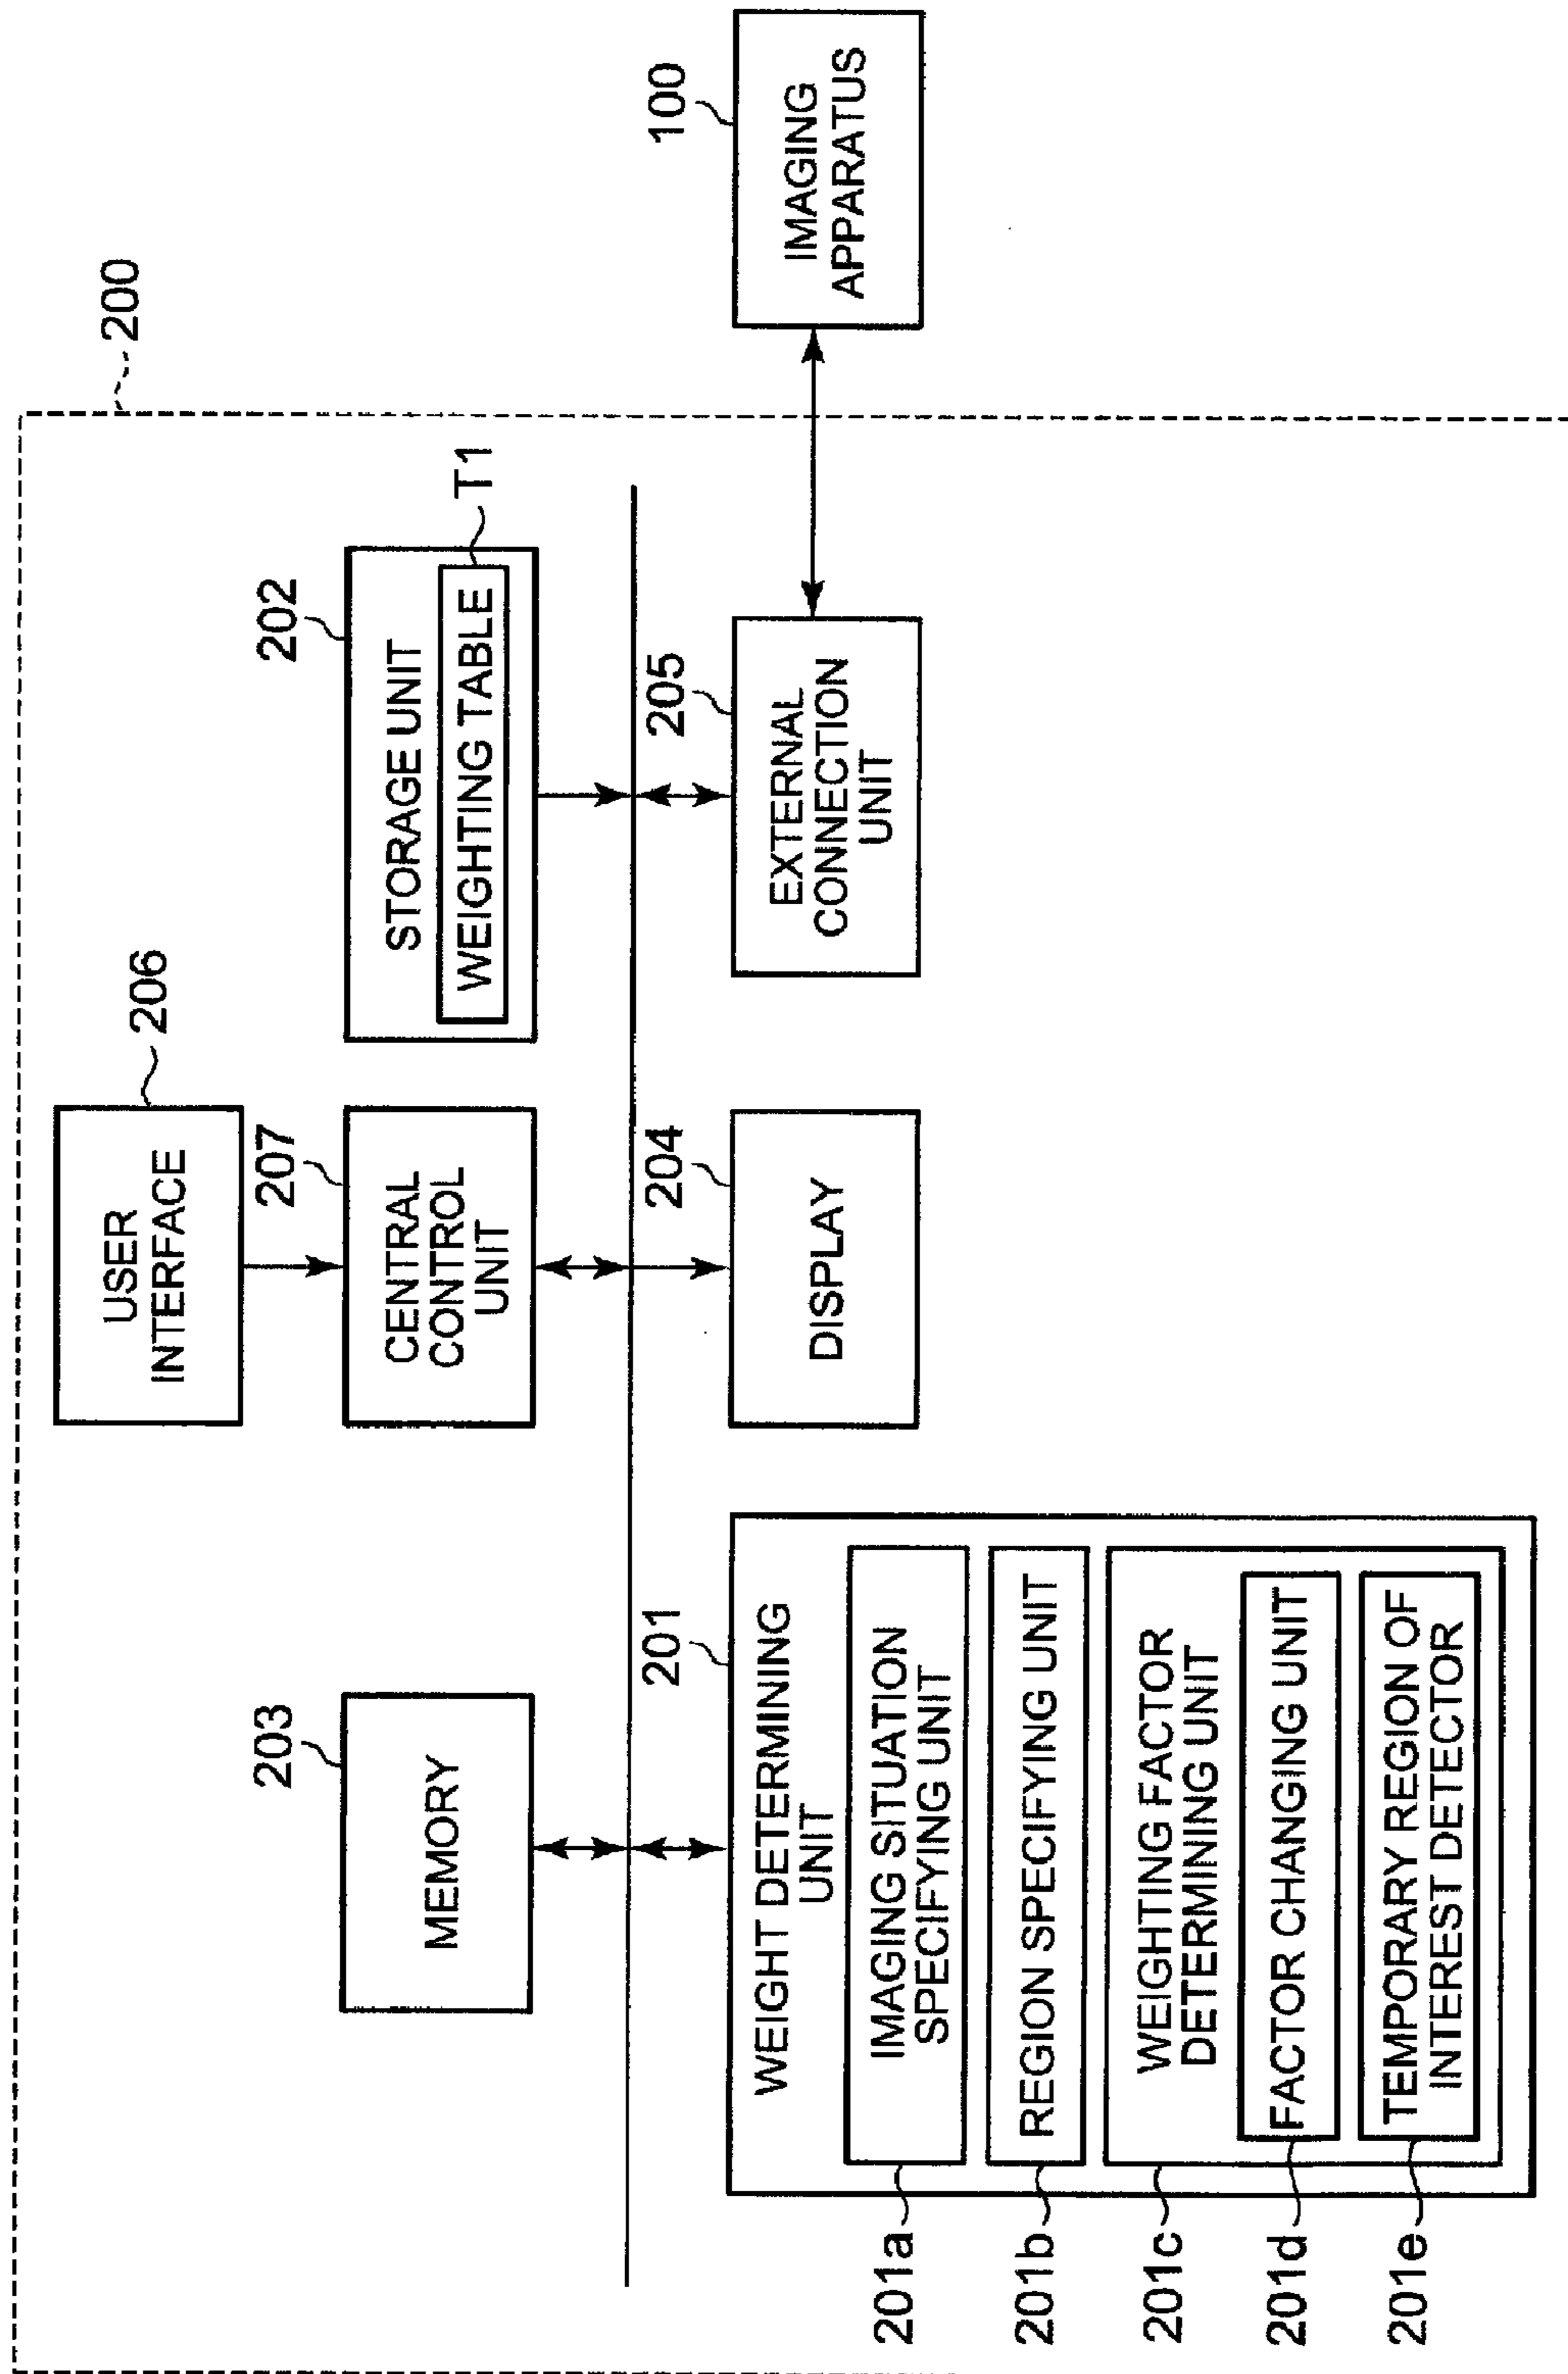 200
USER
INTERFACE
206
MEMORY
203
CENTRAL
CONTROL
UNIT
207
STORAGE UNIT
WEIGHTING TABLE
202
T1
WEIGHT DETERMINING
UNIT
201
IMAGING SITUATION
SPECIFYING UNIT
201a
REGION SPECIFYING UNIT
201b
WEIGHTING FACTOR
DETERMINING UNIT
201c
FACTOR CHANGING UNIT
201d
TEMPORARY REGION OF
INTEREST DETECTOR
201e
DISPLAY
204
EXTERNAL
CONNECTION
UNIT
205
IMAGING
APPARATUS
100